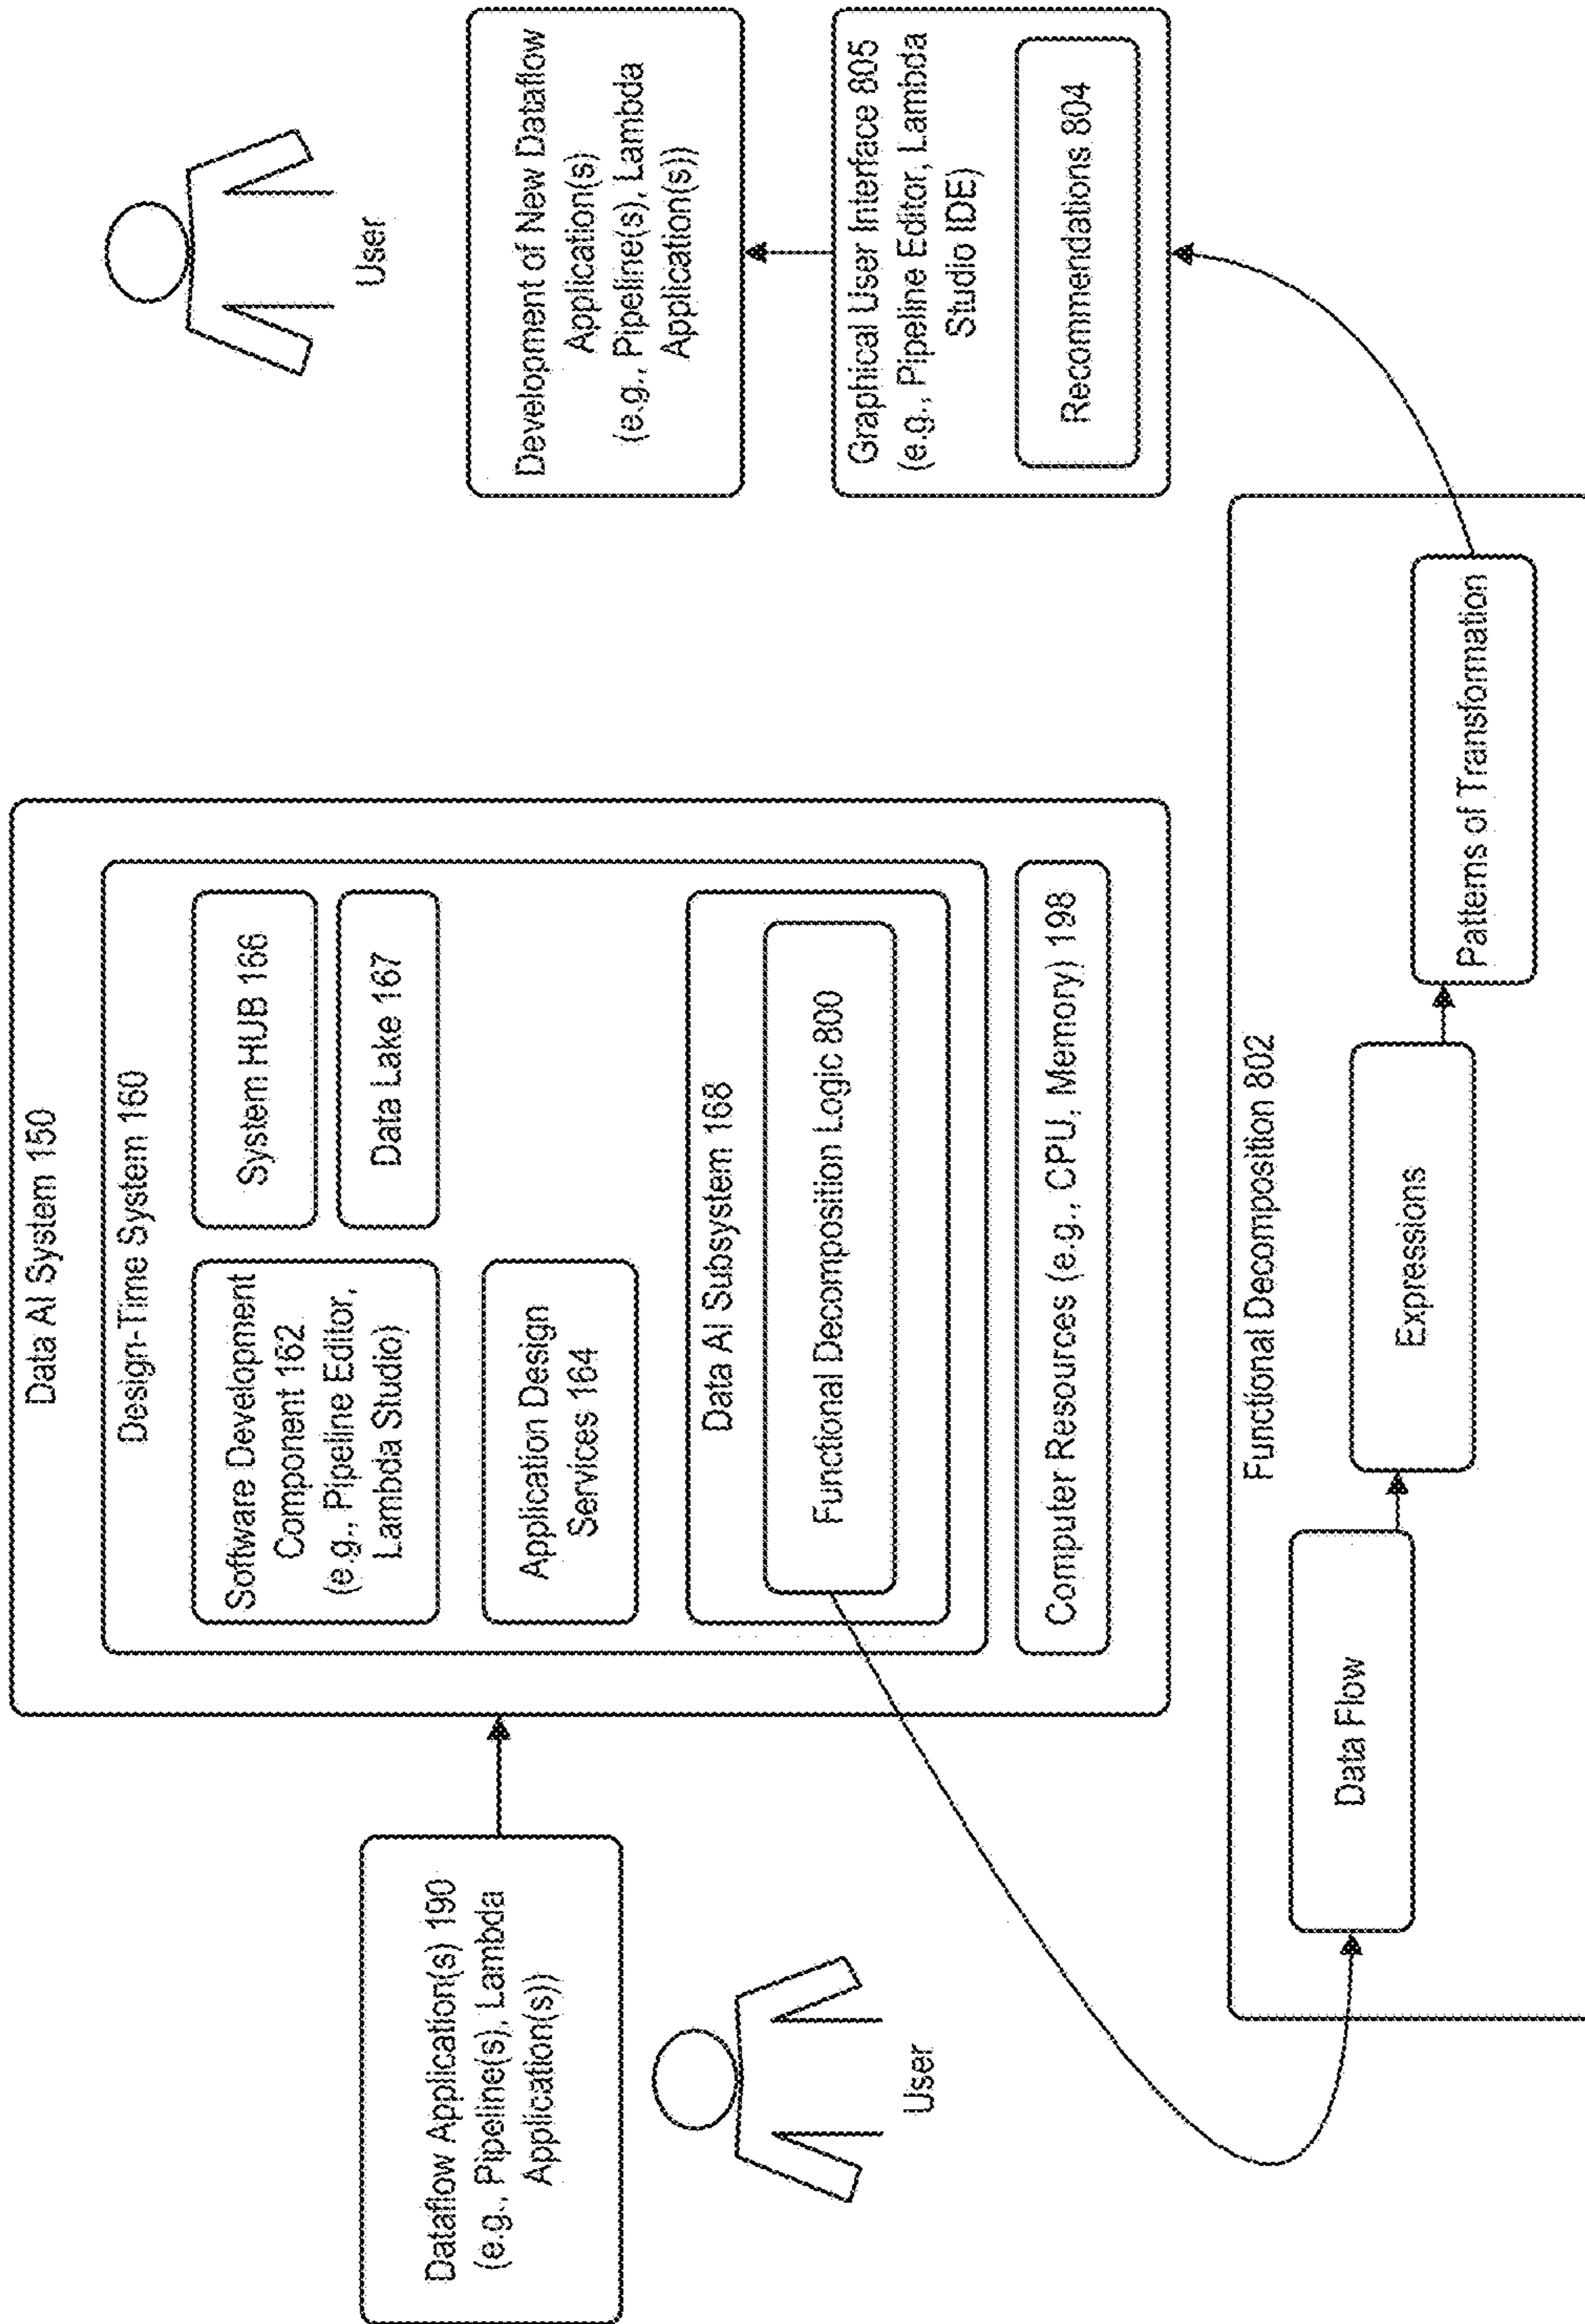 Data AI System 150
Design-Time System 160
Software Development
Component 162
(e.g., Pipeline Editor,
Lambda Studio)
System HUB 166
Data Lake 167
Application Design
Services 164
Data AI Subsystem 168
Functional Decomposition Logic 800
Computer Resources (e.g., CPU, Memory) 198
Dataflow Application(s) 190
(e.g., Pipeline(s), Lambda
Application(s))
User
User
Development of New Dataflow
Application(s)
(e.g., Pipeline(s), Lambda
Application(s))
Graphical User Interface 805
(e.g., Pipeline Editor, Lambda
Studio IDE)
Recommendations 804
Functional Decomposition 802
Data Flow
Expressions
Patterns of Transformation